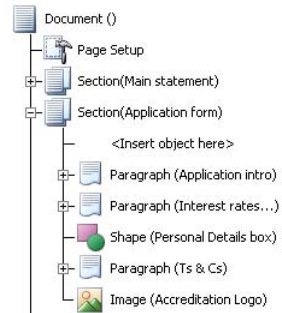 Document ()
Page Setup
Section(Main statement)
Section(Application form)
<Insert object here>
Paragraph (Application intro)
Paragraph (Interest rates...)
Shape (Personal Details box)
Paragraph (Ts & Cs)
Image (Accreditation Logo)